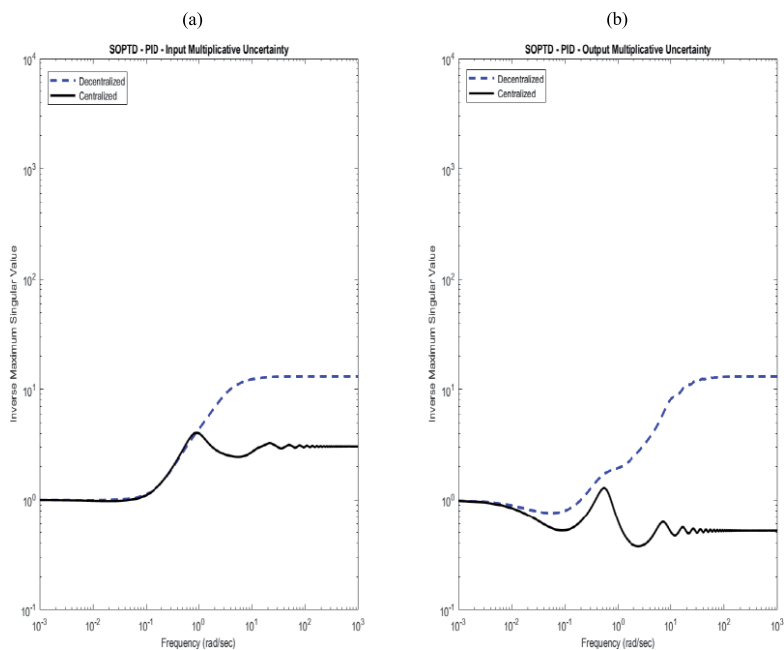 (a)
SOPTD - PID - Input Multiplicative Uncertainty
Decentralized
Centralized
Inverse Maximum Singular Value
10^4
10^3
10^2
10^1
10^0
10^-1
10^-3
10^-2
10^-1
10^0
10^1
10^2
10^3
Frequency (rad/sec)
(b)
SOPTD - PID - Output Multiplicative Uncertainty
Decentralized
Centralized
Inverse Maximum Singular Value
10^4
10^3
10^2
10^1
10^0
10^-1
10^-3
10^-2
10^-1
10^0
10^1
10^2
10^3
Frequency (rad/sec)